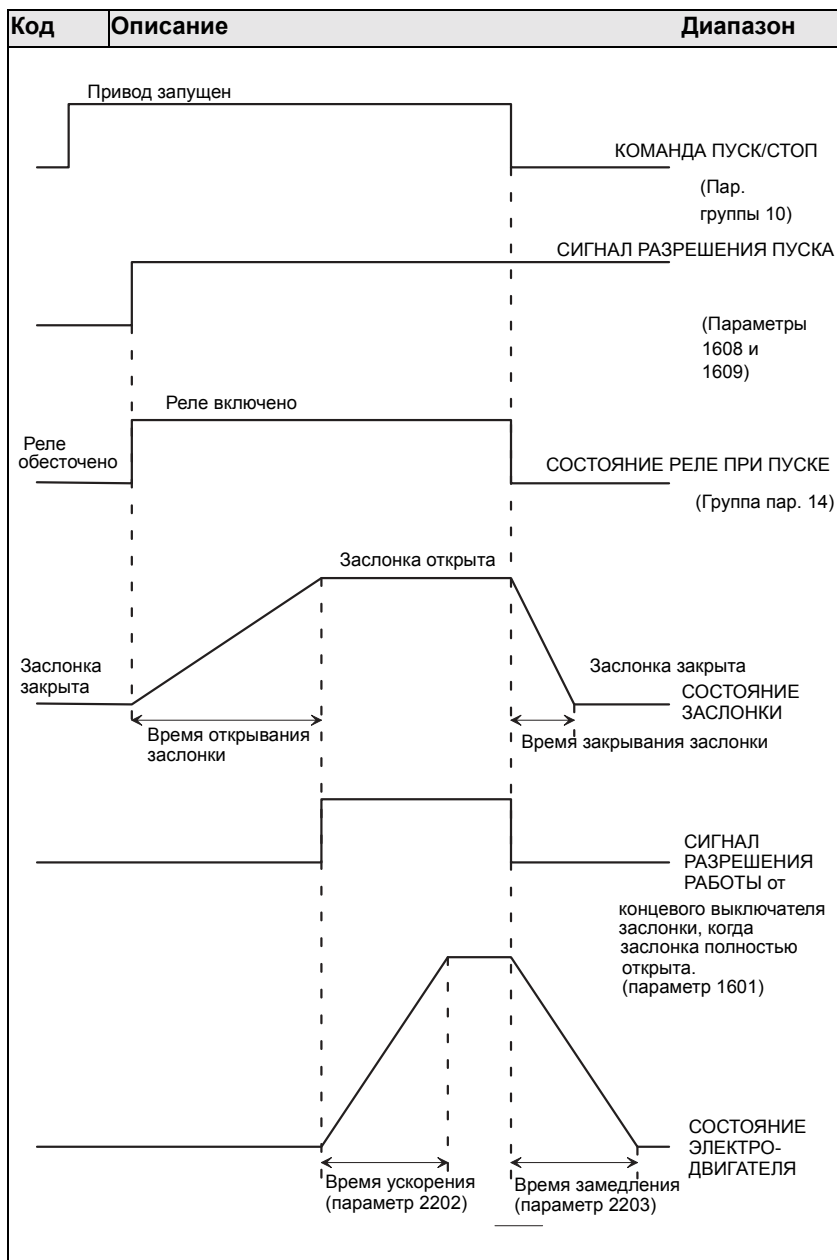 Код Описание Диапазон
Привод запущен
КОМАНДА ПУСК/СТОП
(Пар.
группы 10)
СИГНАЛ РАЗРЕШЕНИЯ ПУСКА
(Параметры
1608 и
1609)
Реле включено
Реле
обесточено
СОСТОЯНИЕ РЕЛЕ ПРИ ПУСКЕ
(Группа пар. 14)
Заслонка открыта
Заслонка
закрыта
Заслонка закрыта
СОСТОЯНИЕ
ЗАСЛОНКИ
Время открывания
заслонки
Время закрывания заслонки
СИГНАЛ
РАЗРЕШЕНИЯ
РАБОТЫ от
концевого выключателя
заслонки, когда
заслонка полностью
открыта.
(параметр 1601)
СОСТОЯНИЕ
ЭЛЕКТРО-
ДВИГАТЕЛЯ
Время ускорения
(параметр 2202)
Время замедления
(параметр 2203)